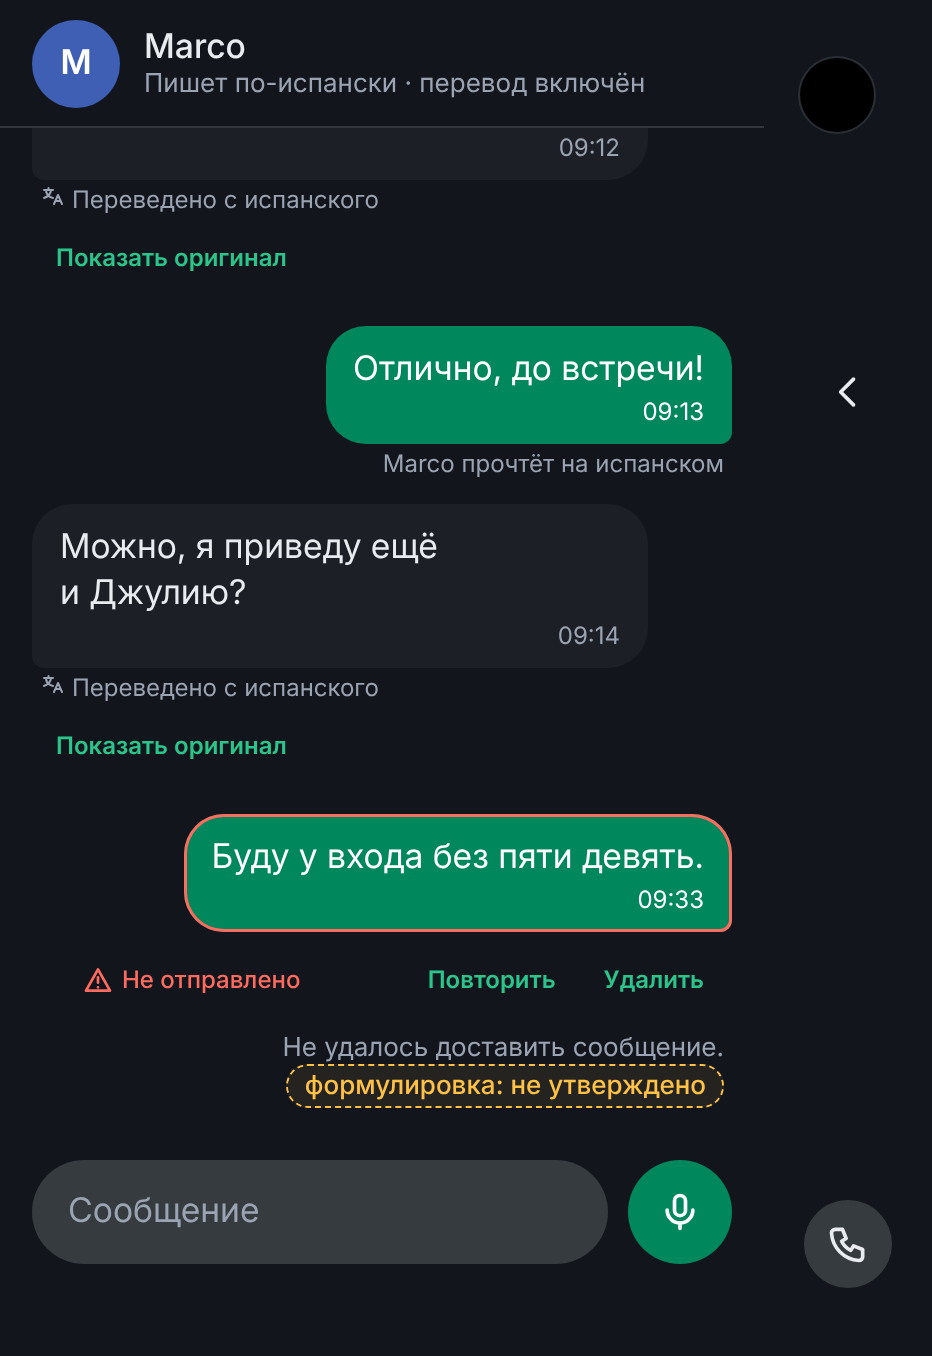 M
Marco
Пишет по-испански · перевод включён
09:12
Переведено с испанского
Показать оригинал
Отлично, до встречи!
09:13
Marco прочтёт на испанском
Можно, я приведу ещё
и Джулию?
09:14
Переведено с испанского
Показать оригинал
Буду у входа без пяти девять.
09:33
Не отправлено
Повторить
Удалить
Не удалось доставить сообщение.
формулировка: не утверждено
Сообщение